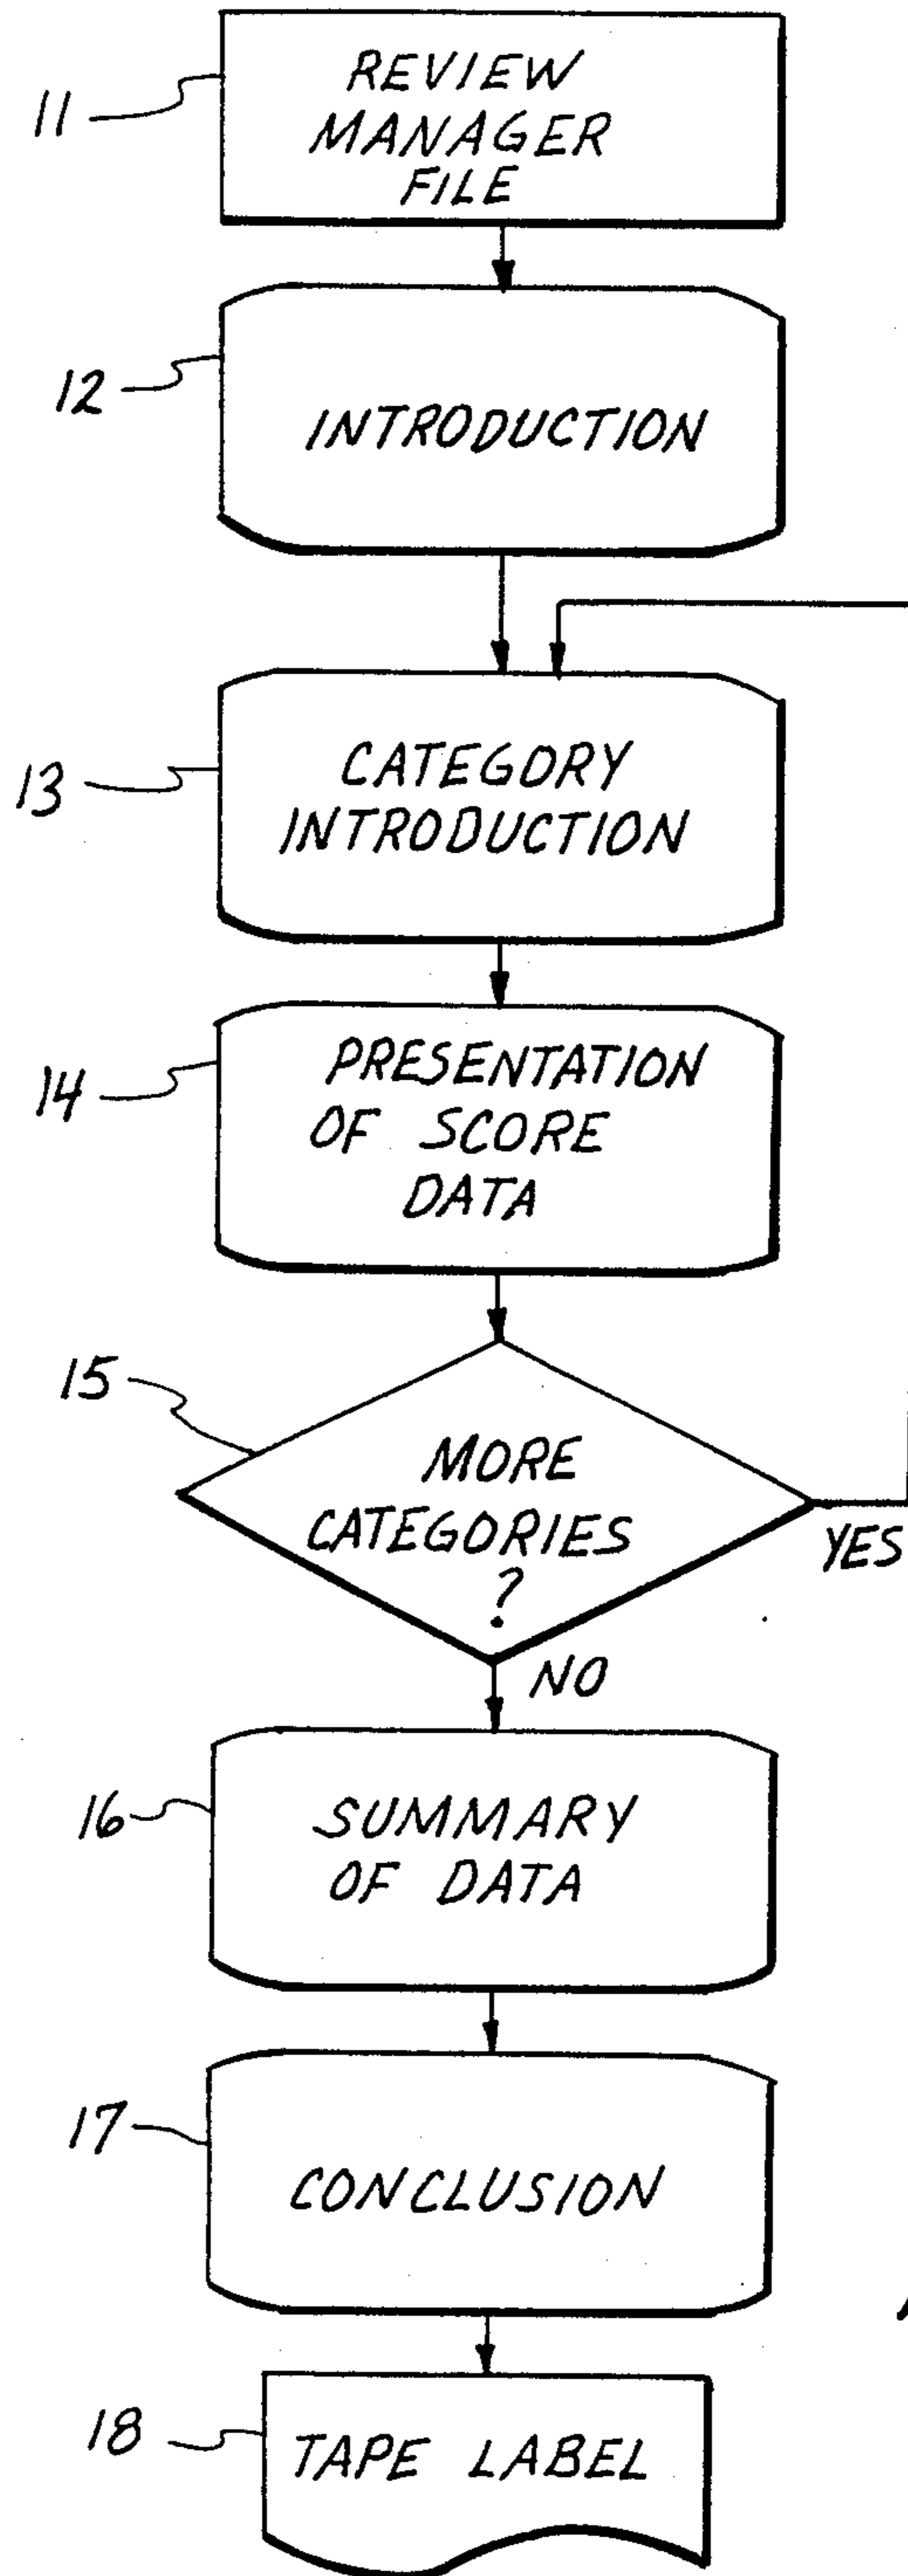 11
REVIEW
MANAGER
FILE
12
INTRODUCTION
13
CATEGORY
INTRODUCTION
14
PRESENTATION
OF SCORE
DATA
15
MORE
CATEGORIES
?
YES
NO
16
SUMMARY
OF DATA
17
CONCLUSION
18
TAPE LABEL